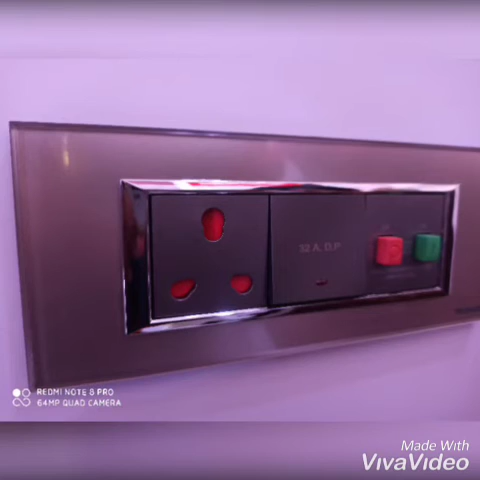 32 A. D.P
REDMI NOTE 8 PRO
64MP QUAD CAMERA
Made With
VivaVideo